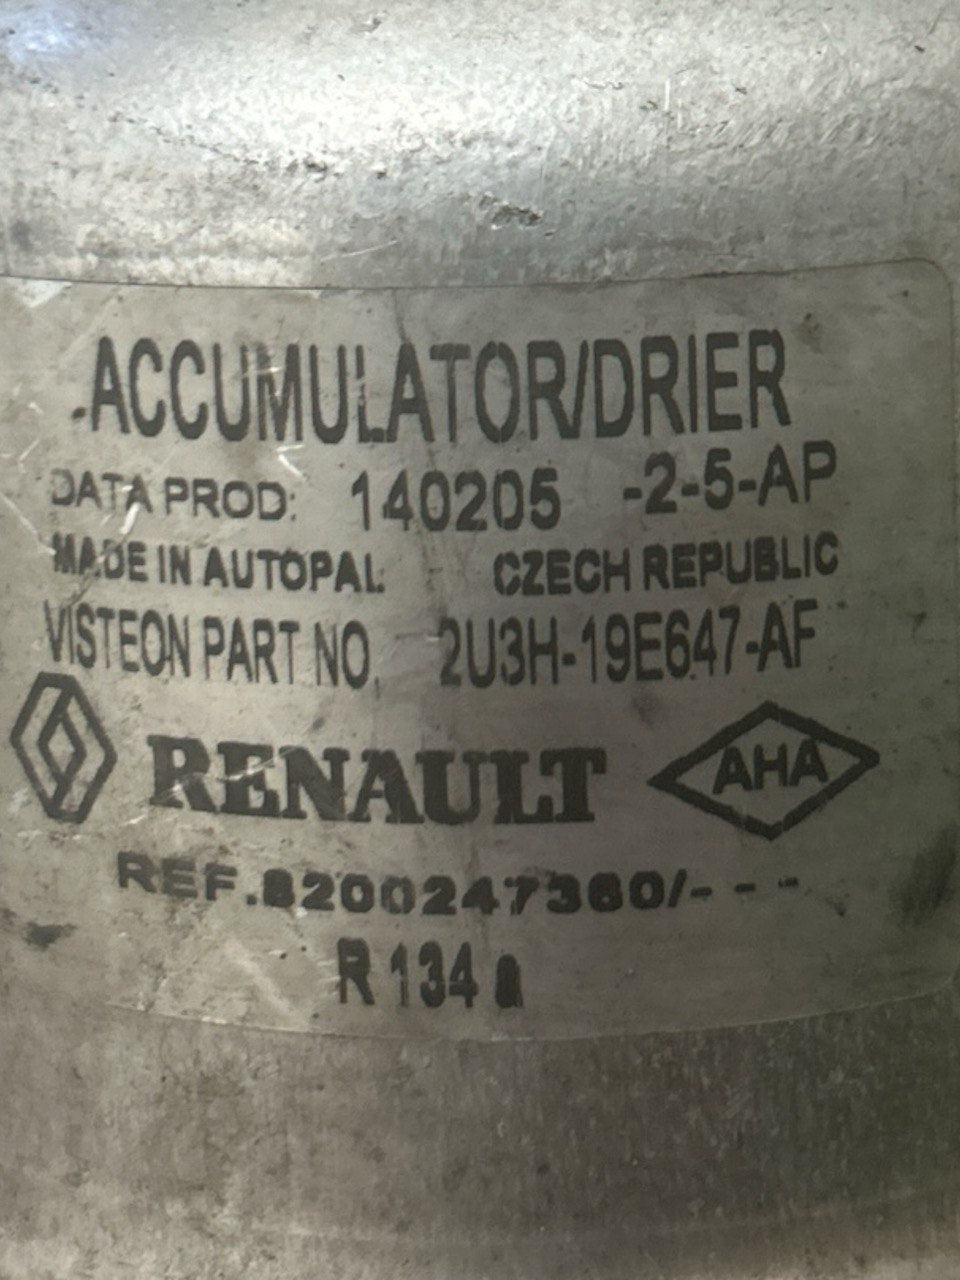 ACCUMULATOR/DRIER
DATA PROD: 140205 -2-5-AP
MADE IN AUTOPAL CZECH REPUBLIC
VISTEON PART NO. 2U3H-19E647-AF
RENAULT AHA
REF.8200247360/---
R 134 a